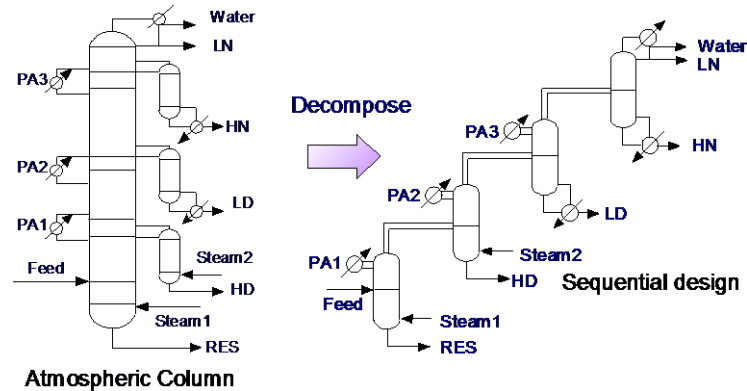 Water
LN
PA3
HN
PA2
LD
PA1
Steam2
Feed
HD
Steam1
RES
Atmospheric Column
Decompose
Water
LN
PA3
HN
PA2
LD
Steam2
PA1
HD
Sequential design
Feed
Steam1
RES